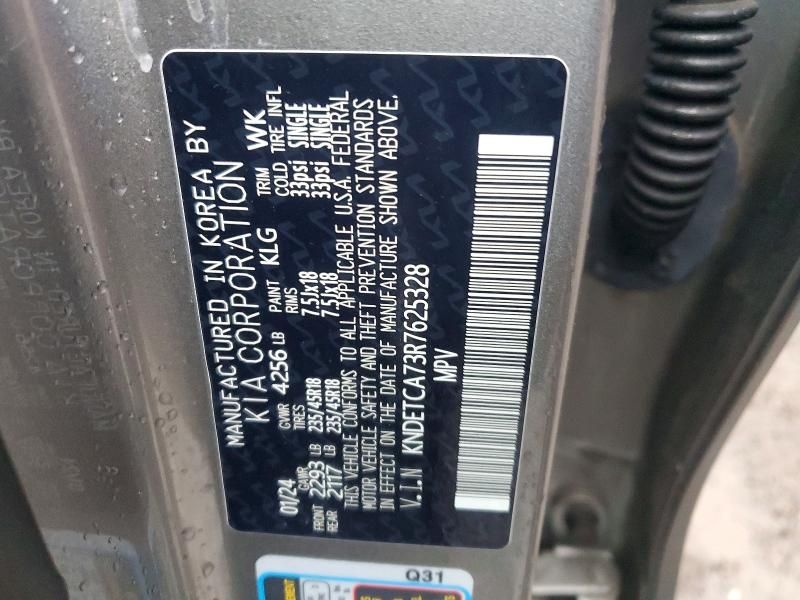 MANUFACTURED IN KOREA BY
KIA CORPORATION
01/24 GVWR 4256 LB PAINT KLG TRIM WK
GAWR TIRES RIMS COLD TIRE INFL
FRONT 2293 LB 235/45R18 7.5Jx18 33psi SINGLE
REAR 2117 LB 235/45R18 7.5Jx18 33psi SINGLE
THIS VEHICLE CONFORMS TO ALL APPLICABLE U.S.A. FEDERAL
MOTOR VEHICLE SAFETY AND THEFT PREVENTION STANDARDS
IN EFFECT ON THE DATE OF MANUFACTURE SHOWN ABOVE.
V.I.N KNDETCA73R7625328
MPV
Q31